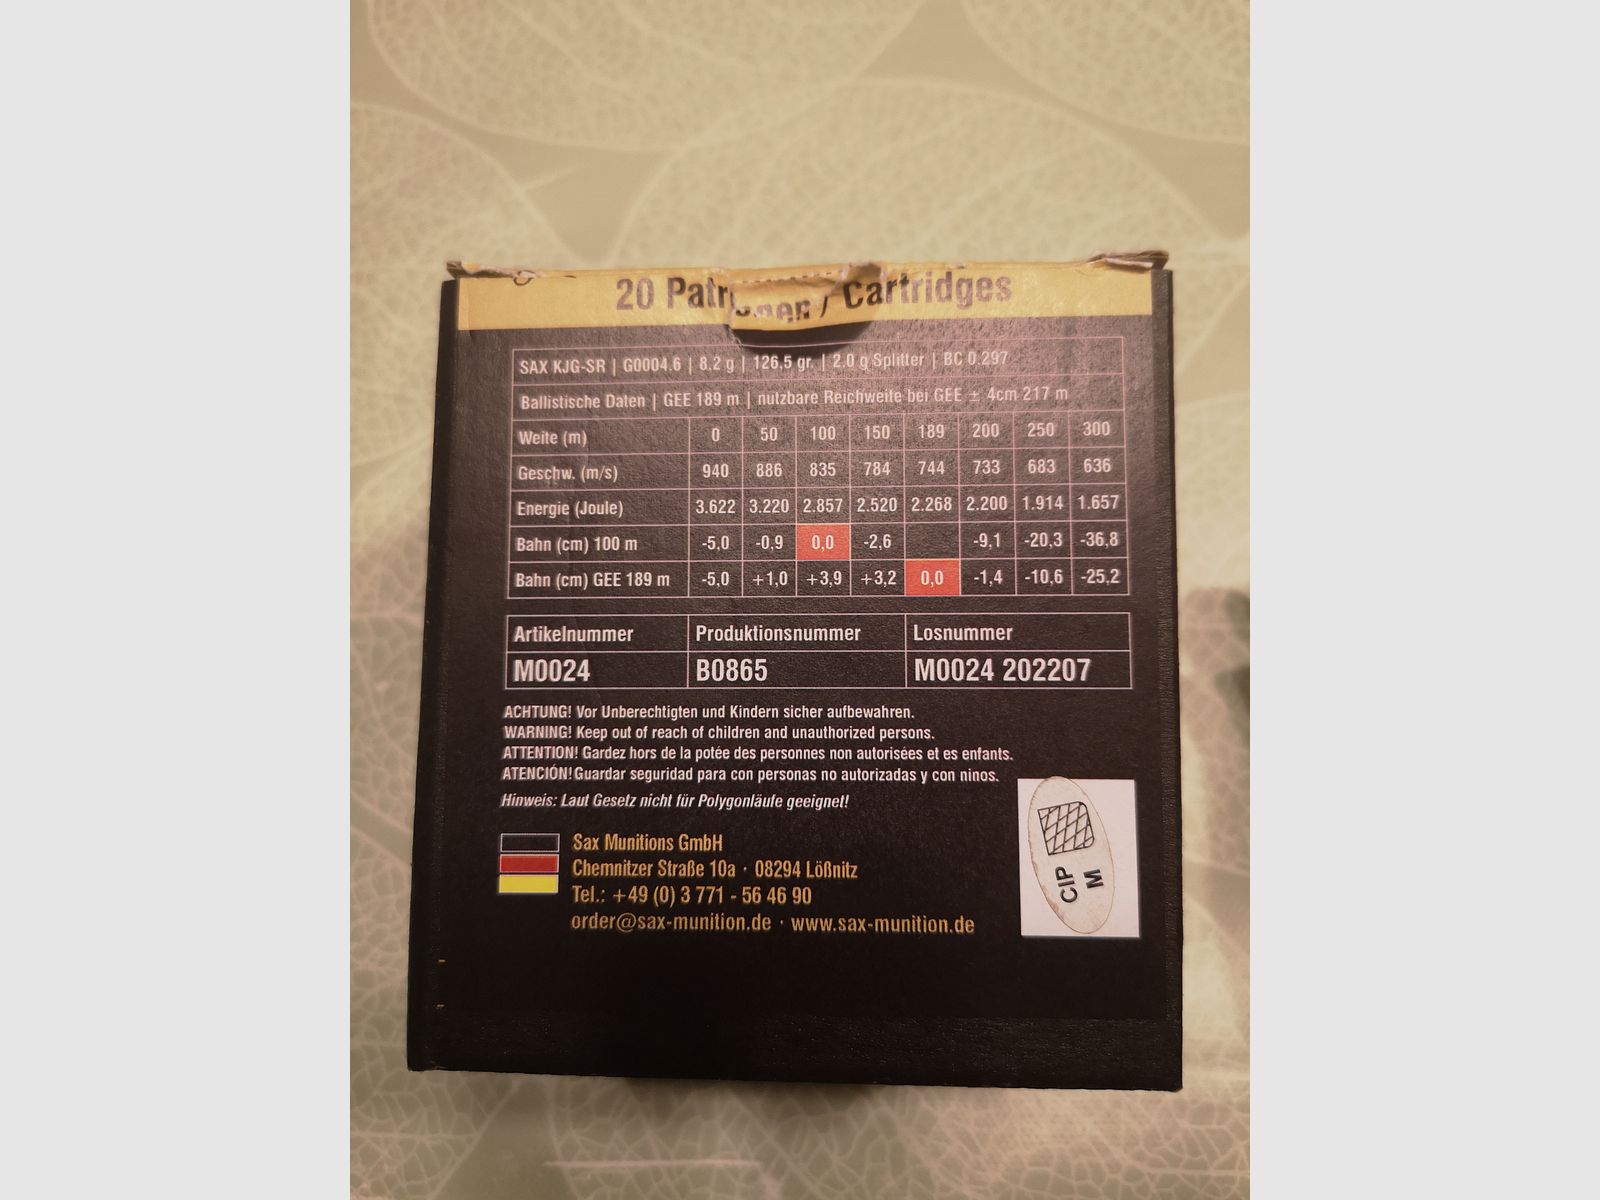 20 Patronen / Cartridges
SAX KJG-SR | G0004.6 | 8,2 g | 126,5 gr. | 2.0 g Splitter | BC 0.297
Ballistische Daten | GEE 189 m | nutzbare Reichweite bei GEE ± 4cm 217 m
Weite (m) 0 50 100 150 189 200 250 300
Geschw. (m/s) 940 886 835 784 744 733 683 636
Energie (Joule) 3.622 3.220 2.857 2.520 2.268 2.200 1.914 1.657
Bahn (cm) 100 m -5,0 -0,9 0,0 -2,6 -9,1 -20,3 -36,8
Bahn (cm) GEE 189 m -5,0 +1,0 +3,9 +3,2 0,0 -1,4 -10,6 -25,2
Artikelnummer Produktionsnummer Losnummer
M0024 B0865 M0024 202207
ACHTUNG! Vor Unberechtigten und Kindern sicher aufbewahren.
WARNING! Keep out of reach of children and unauthorized persons.
ATTENTION! Gardez hors de la potée des personnes non autorisées et es enfants.
ATENCIÓN! Guardar seguridad para con personas no autorizadas y con ninos.
Hinweis: Laut Gesetz nicht für Polygonläufe geeignet!
Sax Munitions GmbH
Chemnitzer Straße 10a · 08294 Lößnitz
Tel.: +49 (0) 3 771 - 56 46 90
order@sax-munition.de · www.sax-munition.de
CIP
M